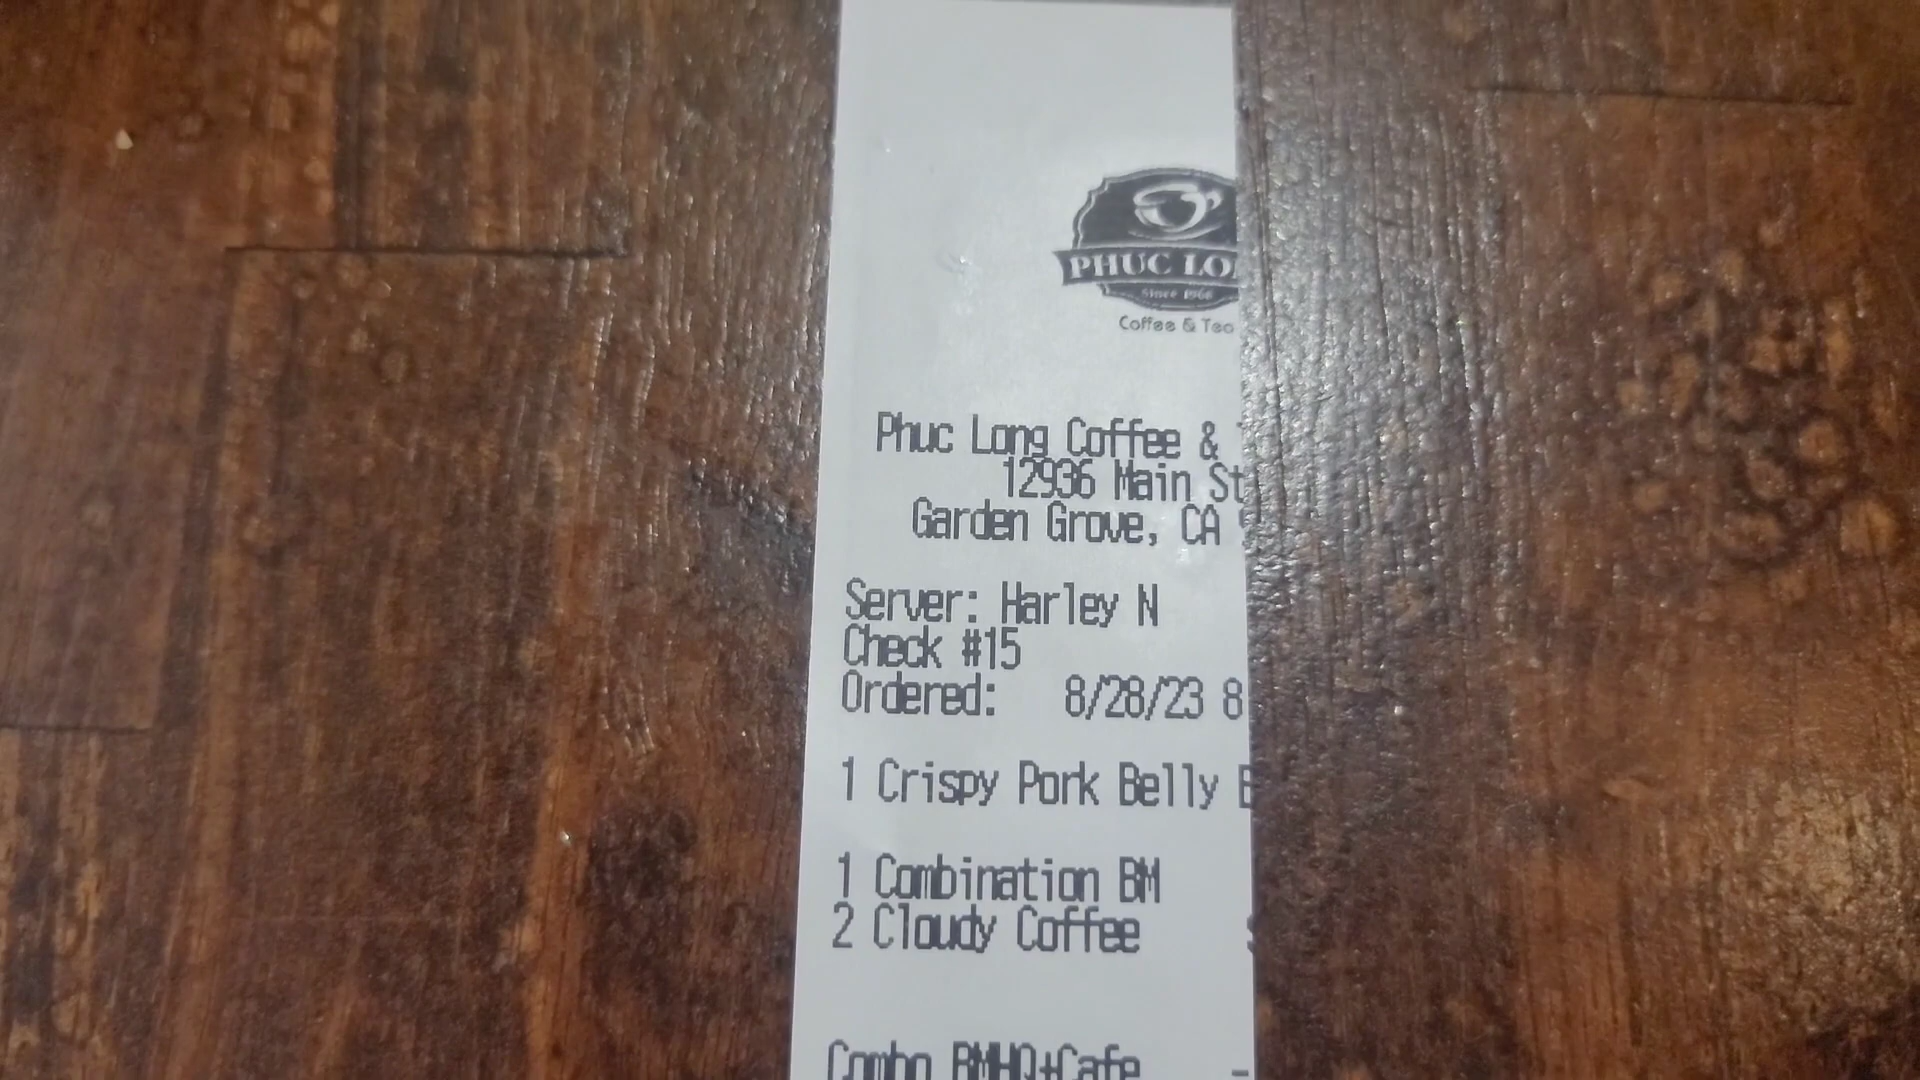 PHUC LO
Since 1968
Coffee & Tea
Phuc Long Coffee &
12936 Main St
Garden Grove, CA
Server: Harley N
Check #15
Ordered: 8/28/23 8
1 Crispy Pork Belly B
1 Combination BM
2 Cloudy Coffee
Combo BMHQ+Cafe -